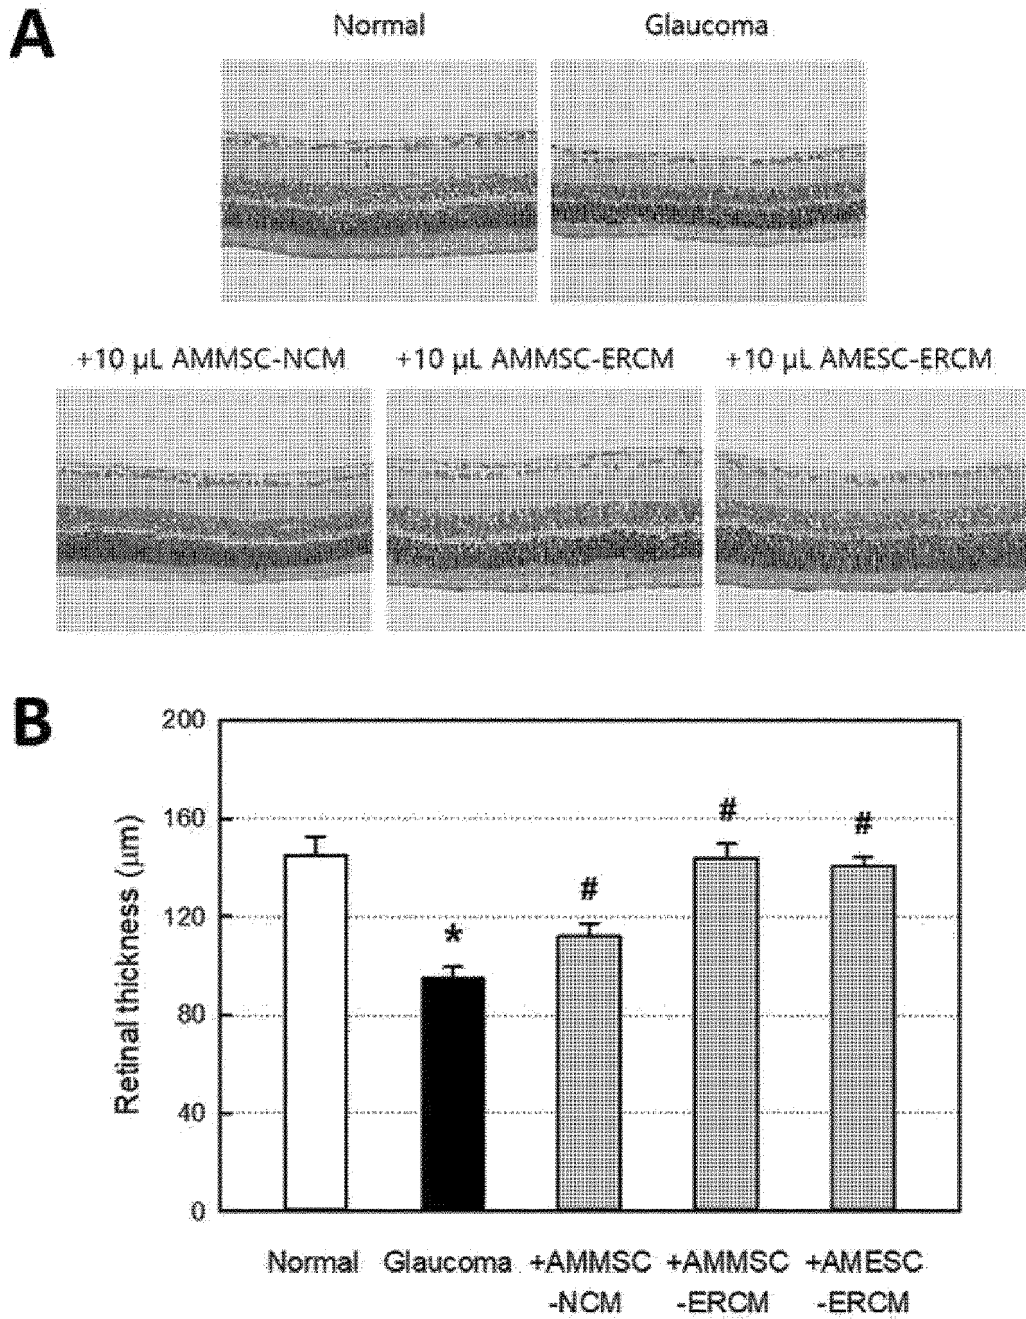 A
Normal Glaucoma
+10 µL AMMSC-NCM +10 µL AMMSC-ERCM +10 µL AMESC-ERCM
B
200
160
120
80
40
0
Retinal thickness (µm)
*
#
#
#
Normal Glaucoma +AMMSC +AMMSC +AMESC
-NCM -ERCM -ERCM